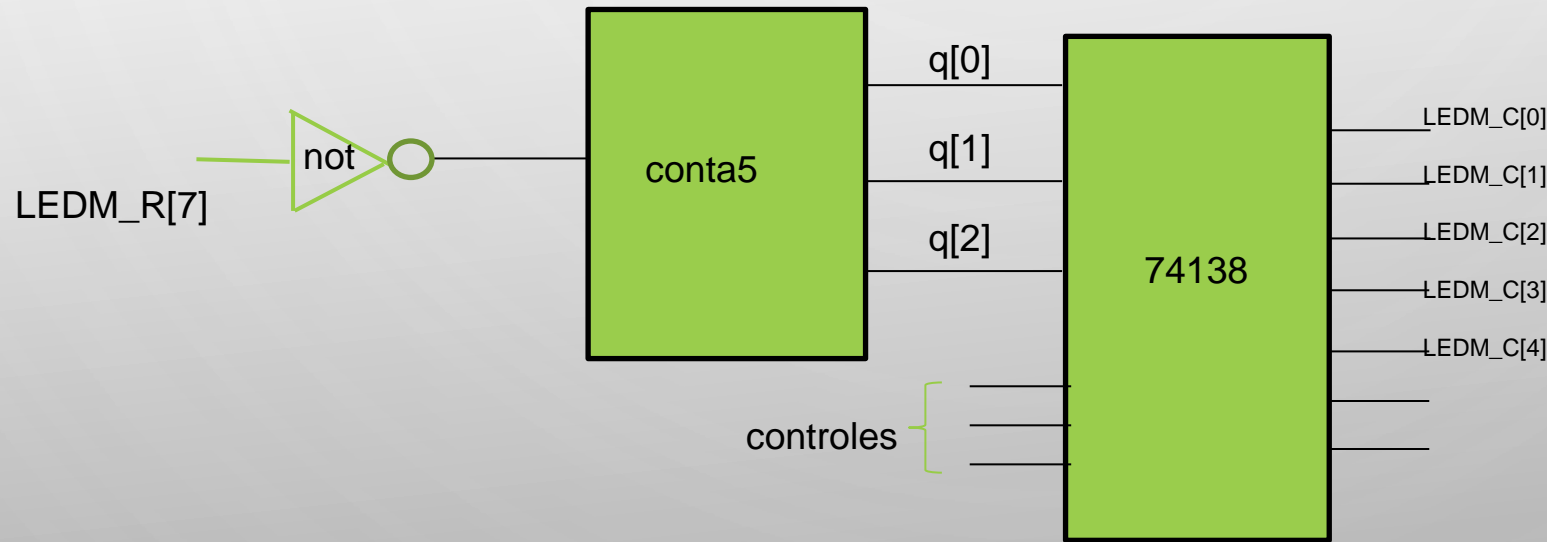 LEDM_R[7]
not
conta5
q[0]
q[1]
q[2]
controles
74138
LEDM_C[0]
LEDM_C[1]
LEDM_C[2]
LEDM_C[3]
LEDM_C[4]